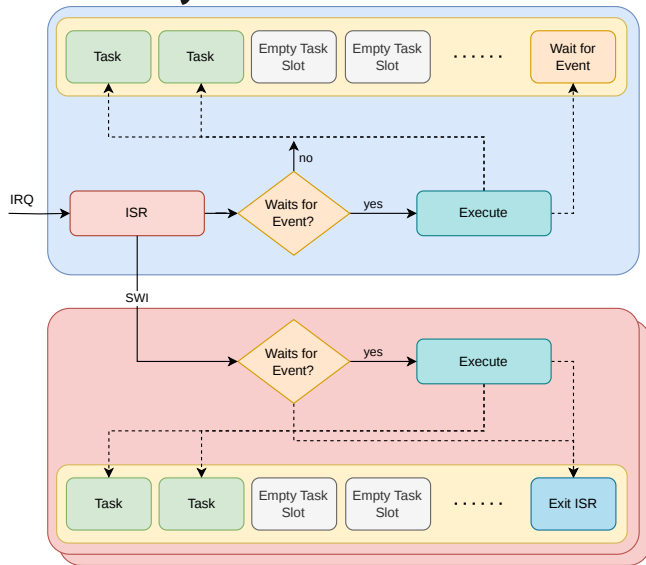 Task
Task
Empty Task
Slot
Empty Task
Slot
· · · · · ·
Wait for
Event
no
IRQ
ISR
Waits for
Event?
yes
Execute
SWI
Waits for
Event?
yes
Execute
Task
Task
Empty Task
Slot
Empty Task
Slot
· · · · · ·
Exit ISR